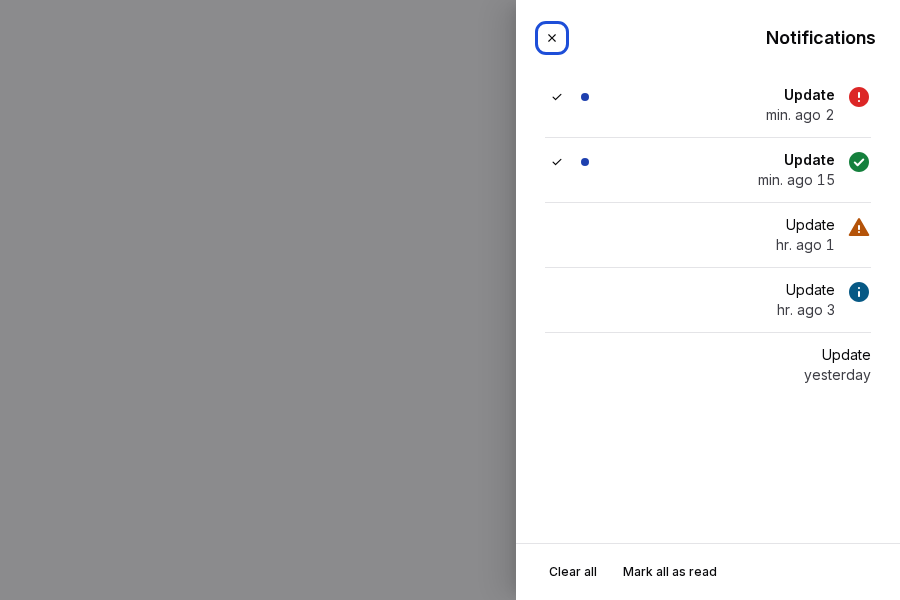 Notifications
Update
min. ago 2
Update
min. ago 15
Update
hr. ago 1
Update
hr. ago 3
Update
yesterday
Clear all
Mark all as read